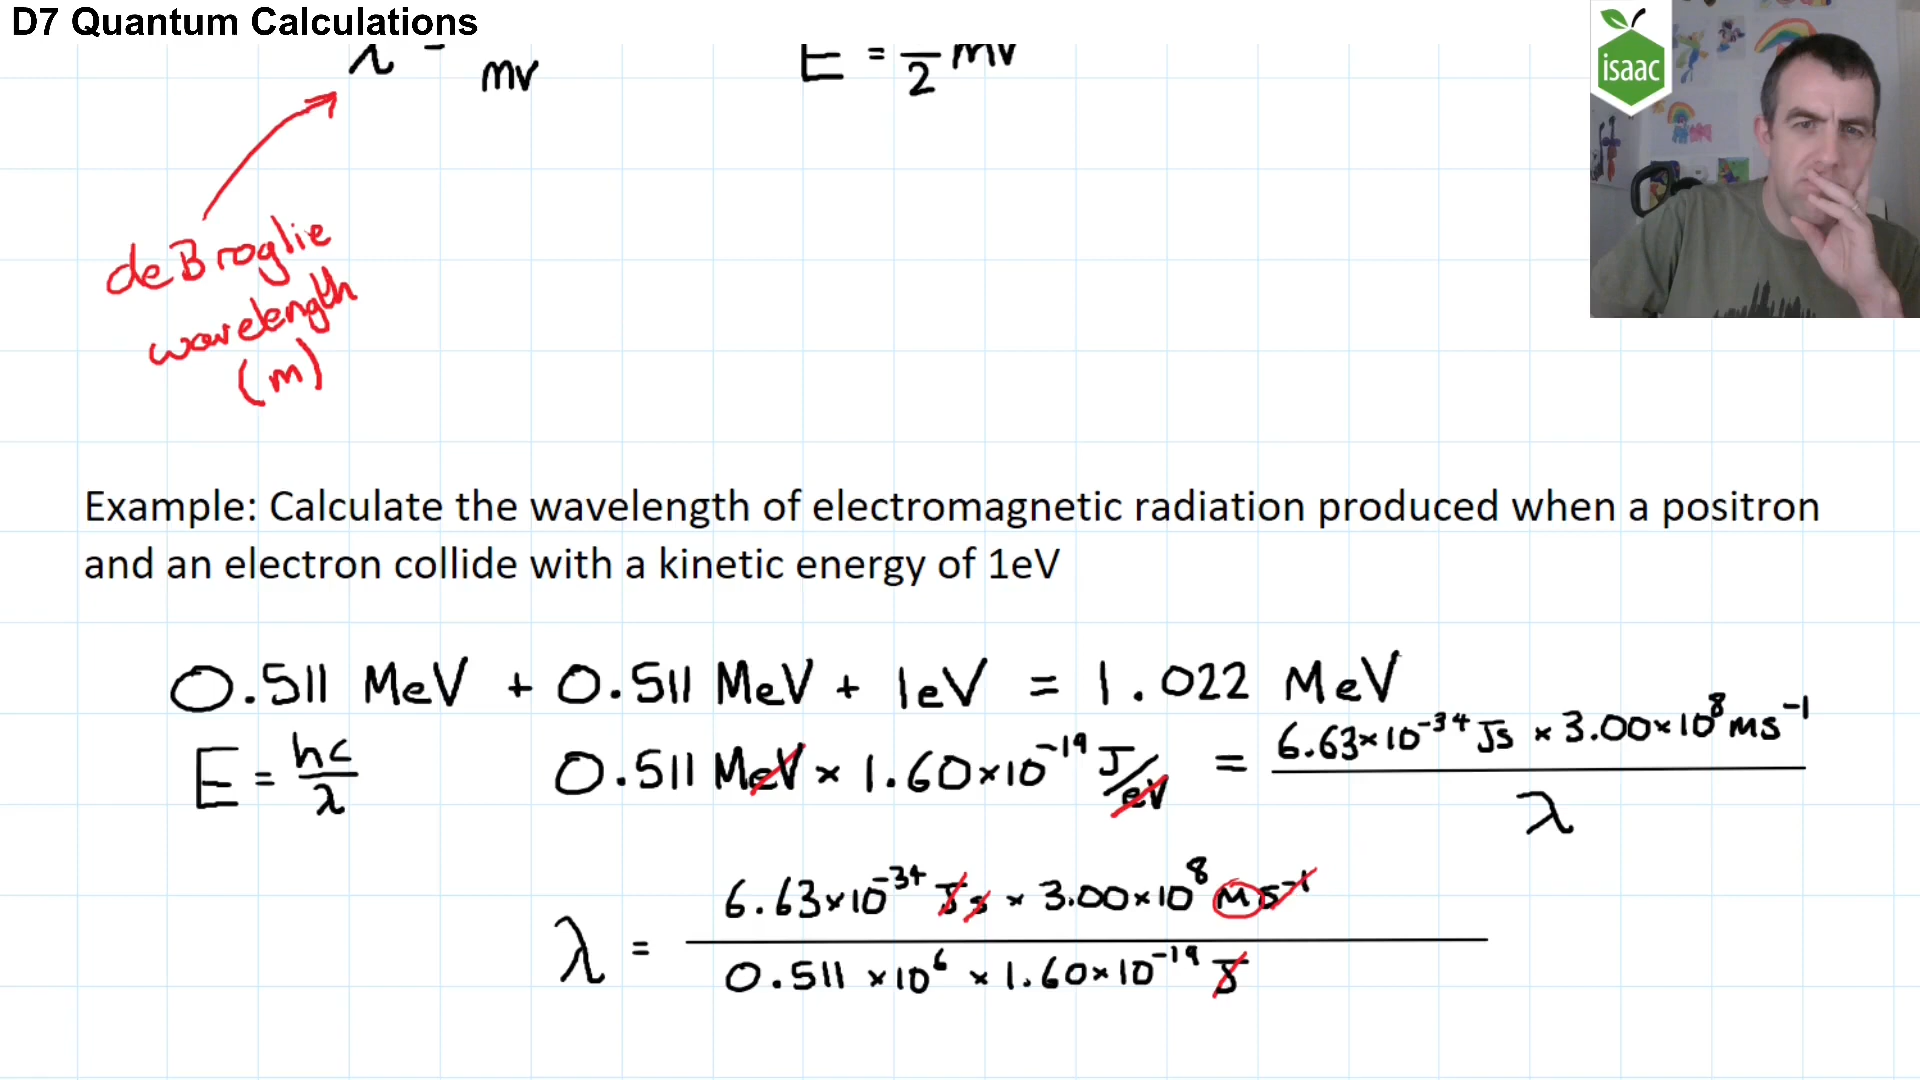 D7 Quantum Calculations
isaac
λ = mv
E = 1/2 mv
deBroglie
wavelength
(m)
Example: Calculate the wavelength of electromagnetic radiation produced when a positron
and an electron collide with a kinetic energy of 1eV
0.511 MeV + 0.511 MeV + 1eV = 1.022 MeV
E = hc/λ 0.511 MeV × 1.60×10⁻¹⁹ J/eV = 6.63×10⁻³⁴ Js × 3.00×10⁸ ms⁻¹ / λ
λ = 6.63×10⁻³⁴ Js × 3.00×10⁸ ms⁻¹ / 0.511 ×10⁶ × 1.60×10⁻¹⁹ J